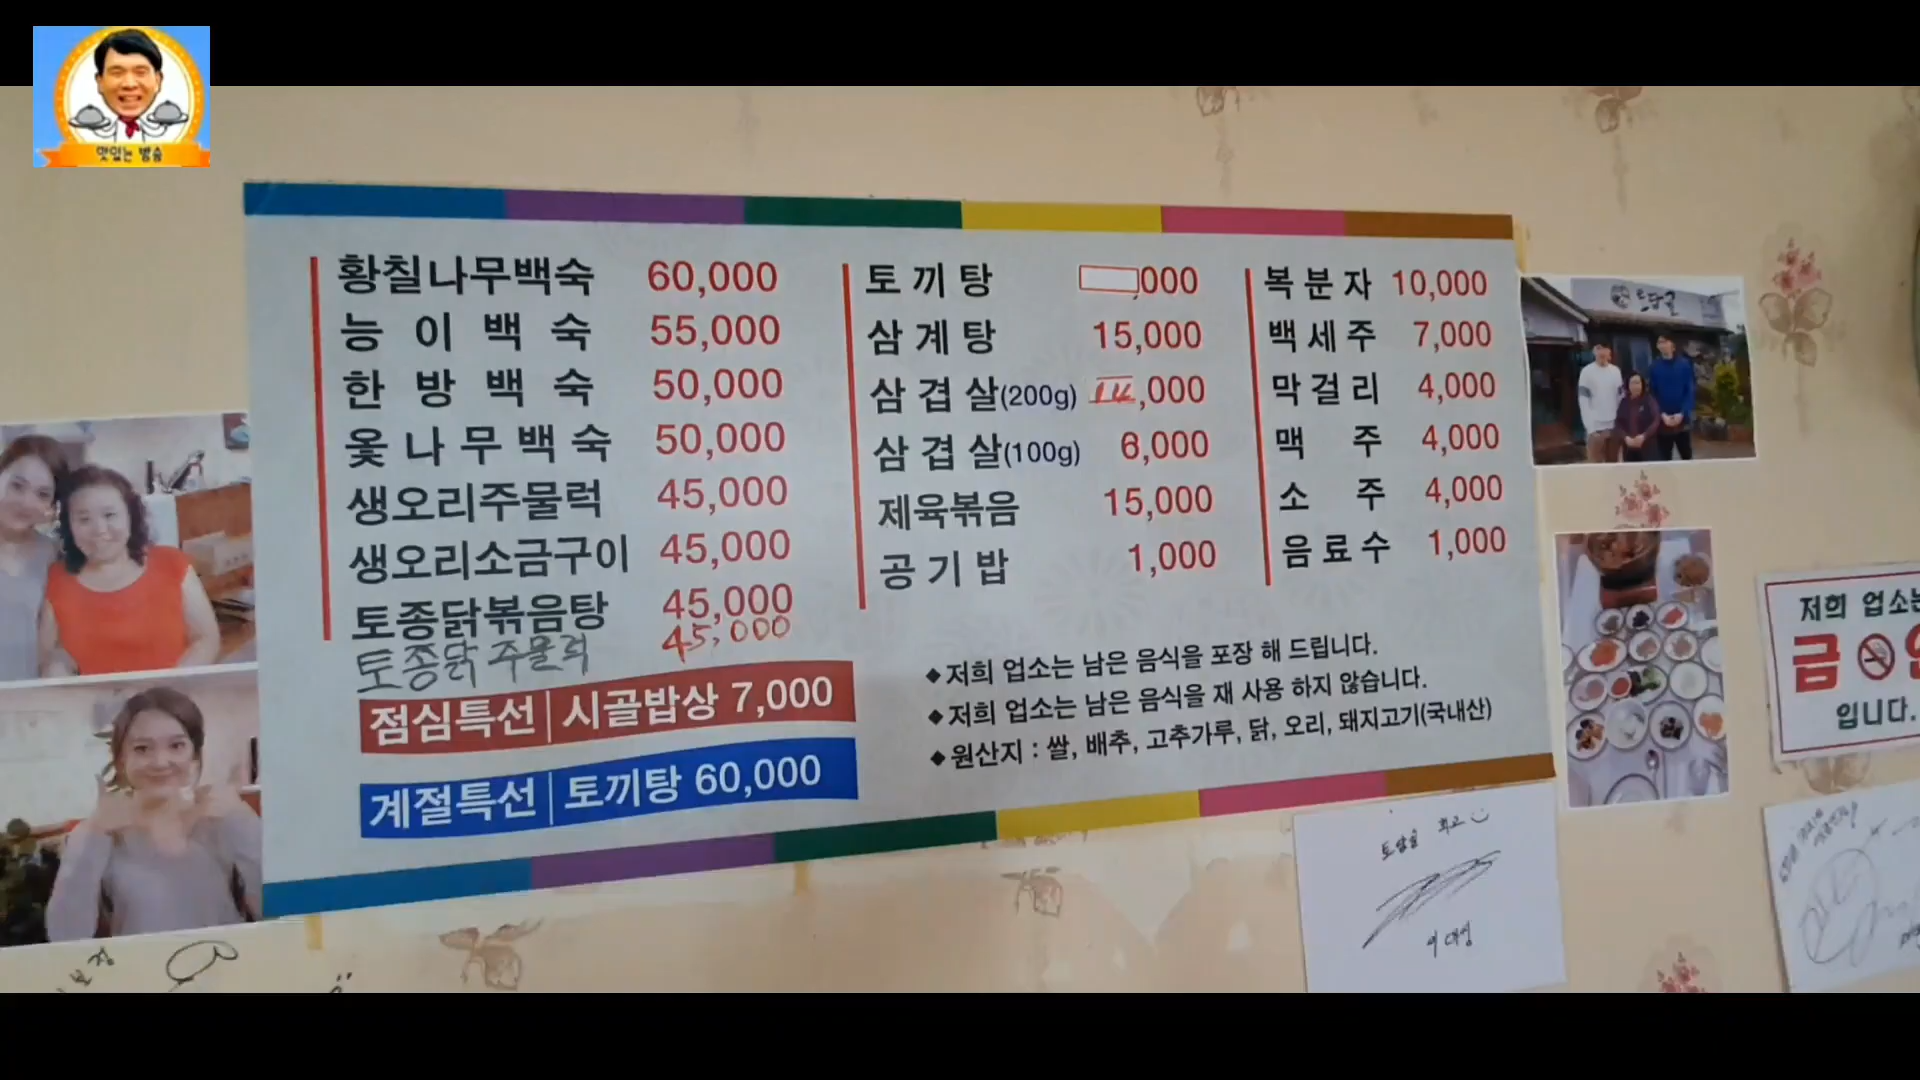 맛있는 방송
황칠나무백숙 60,000
능이백숙 55,000
한방백숙 50,000
옻나무백숙 50,000
생오리주물럭 45,000
생오리소금구이 45,000
토종닭볶음탕 45,000
토종닭 주물럭 45,000
점심특선 시골밥상 7,000
계절특선 토끼탕 60,000
토끼탕 ,000
삼계탕 15,000
삼겹살(200g) 14,000
삼겹살(100g) 6,000
제육볶음 15,000
공기밥 1,000
복분자 10,000
백세주 7,000
막걸리 4,000
맥주 4,000
소주 4,000
음료수 1,000
◆저희 업소는 남은 음식을 포장 해 드립니다.
◆저희 업소는 남은 음식을 재 사용 하지 않습니다.
◆원산지 : 쌀, 배추, 고추가루, 닭, 오리, 돼지고기(국내산)
토담골
저희 업소는
금
입니다.
토담골 최고